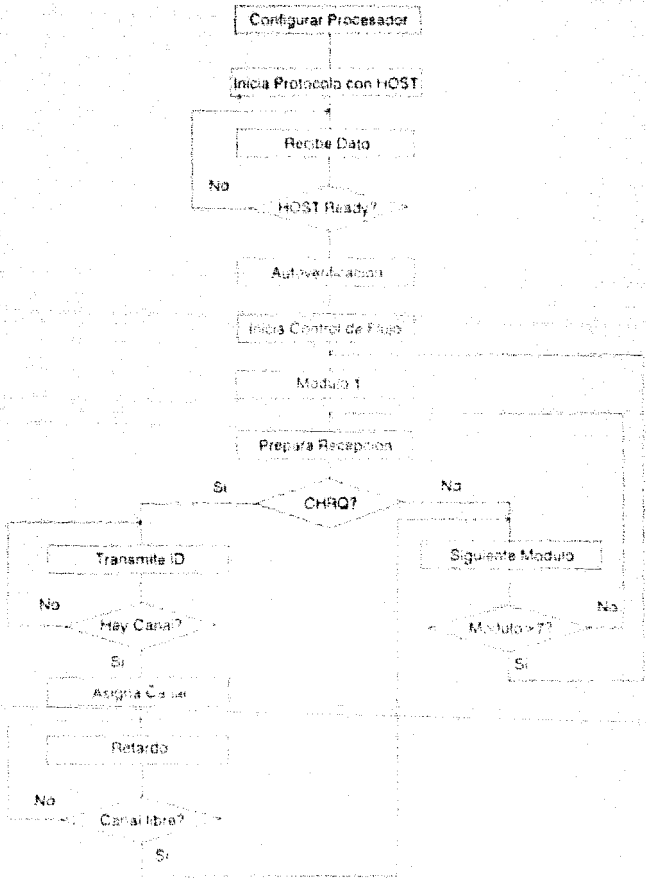 Configurar Procesador
Inicia Protocolo con HOST
Recibe Dato
No
HOST Ready?
Autoverificacion
Inicia Control de Flujo
Modulo 1
Prepara Recepcion
Si
CHRQ?
No
Transmite ID
Siguiente Modulo
No
Hay Canal?
Modulo >7?
No
Si
Si
Asigna Canal
Retardo
No
Canal libre?
Si